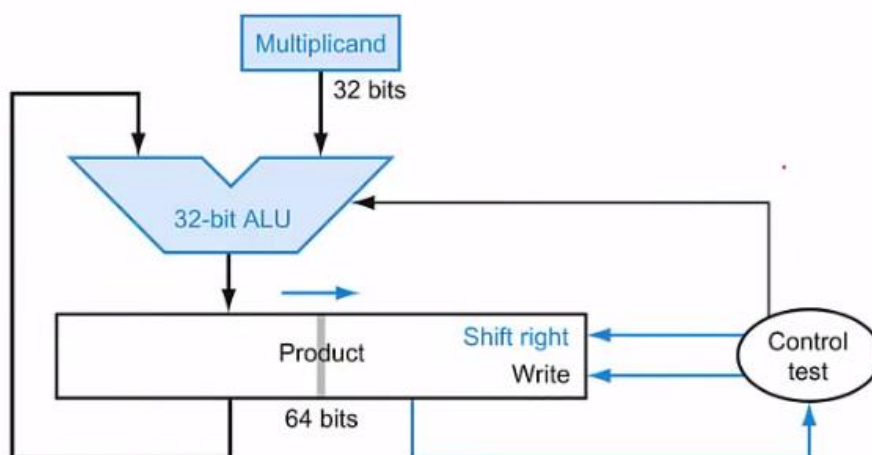 Multiplicand
32 bits
32-bit ALU
Product
Shift right
Write
Control
test
64 bits